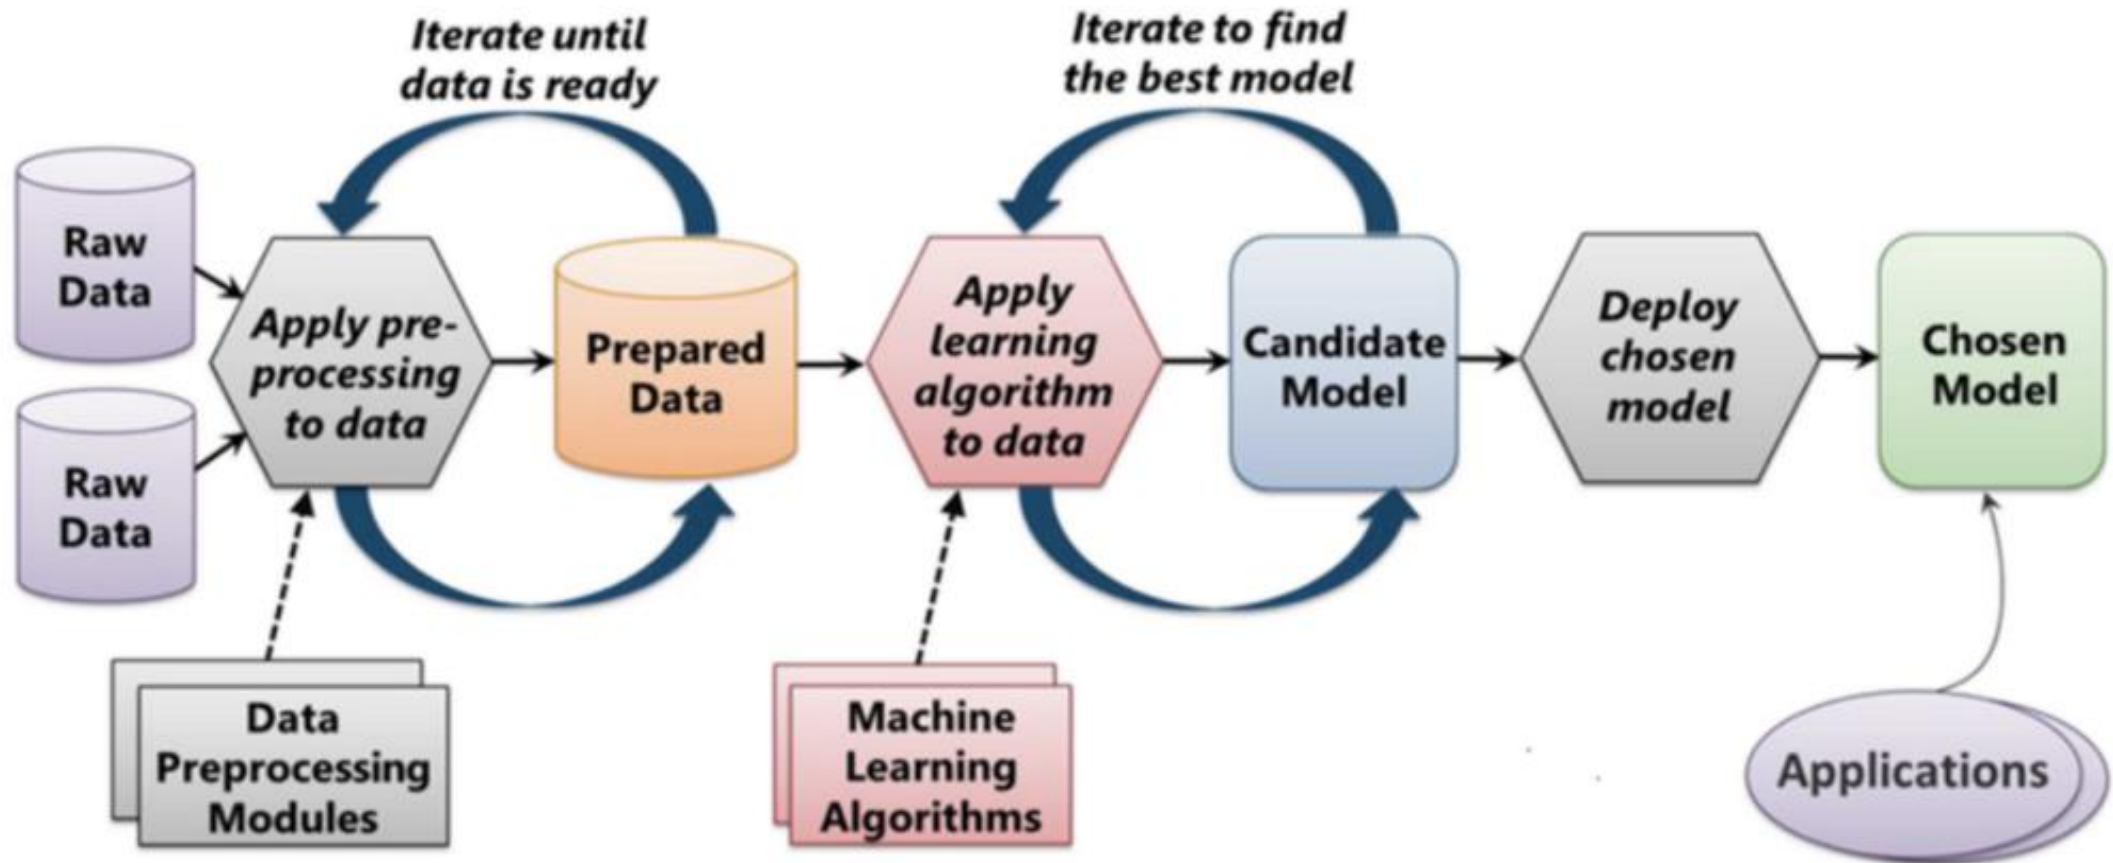 Iterate until
data is ready
Iterate to find
the best model
Raw
Data
Raw
Data
Apply pre-
processing
to data
Prepared
Data
Apply
learning
algorithm
to data
Candidate
Model
Deploy
chosen
model
Chosen
Model
Data
Preprocessing
Modules
Machine
Learning
Algorithms
Applications